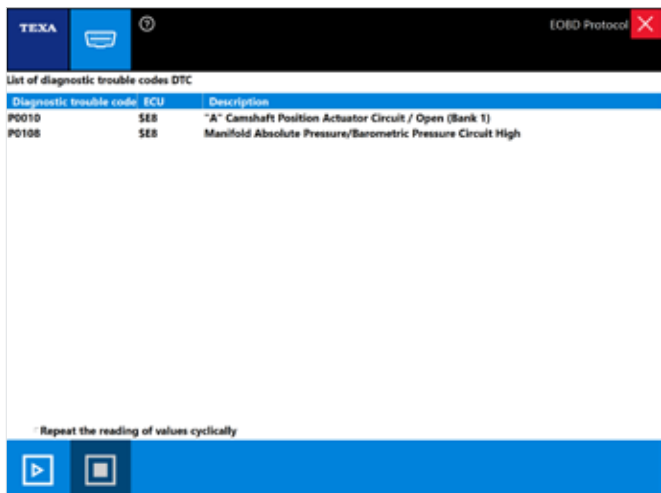 TEXA
EOBD Protocol
List of diagnostic trouble codes DTC
Diagnostic trouble code ECU Description
P0010 $E8 "A" Camshaft Position Actuator Circuit / Open (Bank 1)
P0108 $E8 Manifold Absolute Pressure/Barometric Pressure Circuit High
Repeat the reading of values cyclically